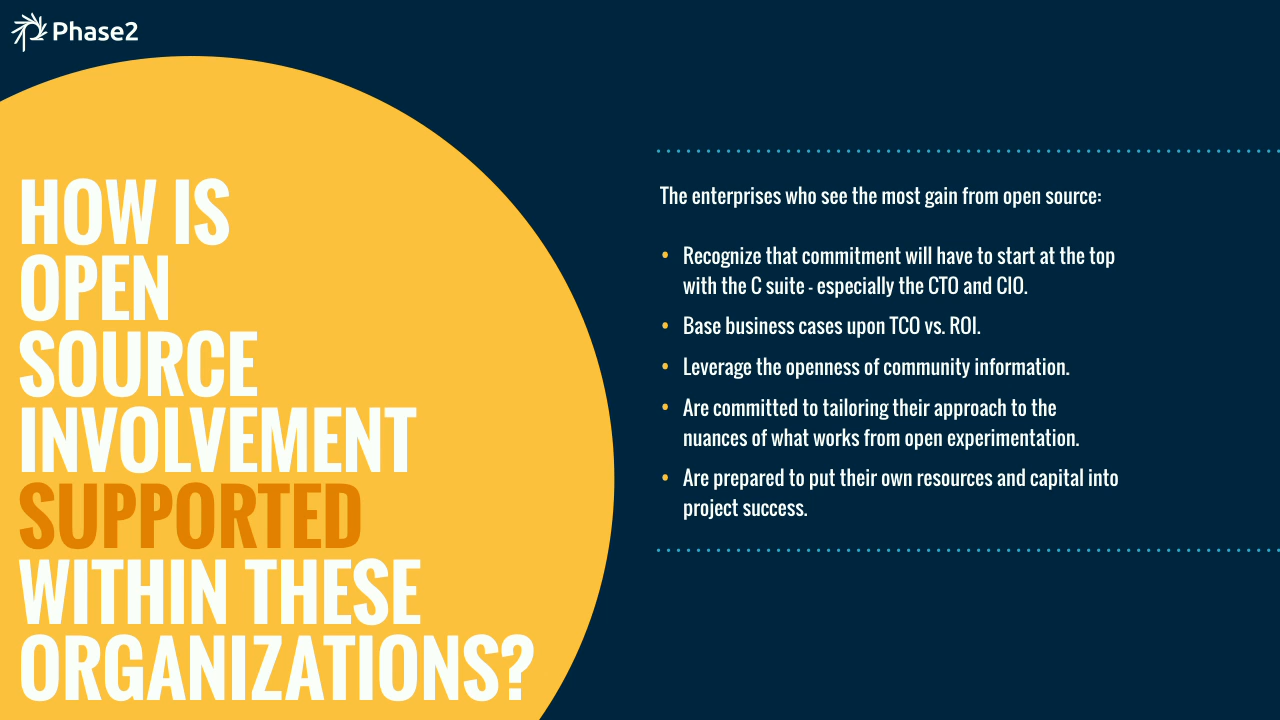 Phase2
HOW IS
OPEN
SOURCE
INVOLVEMENT
SUPPORTED
WITHIN THESE
ORGANIZATIONS?
The enterprises who see the most gain from open source:
• Recognize that commitment will have to start at the top
with the C suite - especially the CTO and CIO.
• Base business cases upon TCO vs. ROI.
• Leverage the openness of community information.
• Are committed to tailoring their approach to the
nuances of what works from open experimentation.
• Are prepared to put their own resources and capital into
project success.